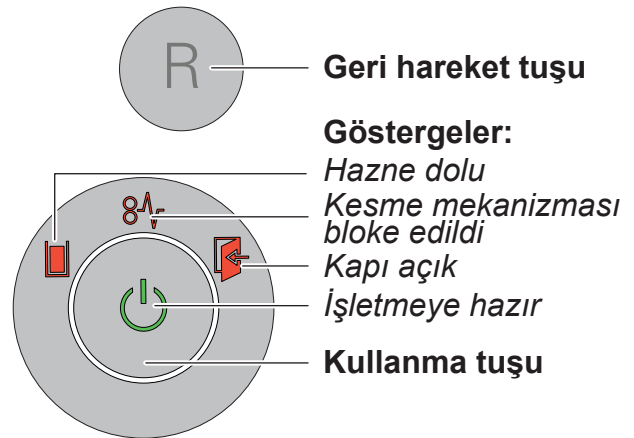 R
Geri hareket tuşu
Göstergeler:
Hazne dolu
Kesme mekanizması
bloke edildi
Kapı açık
İşletmeye hazır
Kullanma tuşu